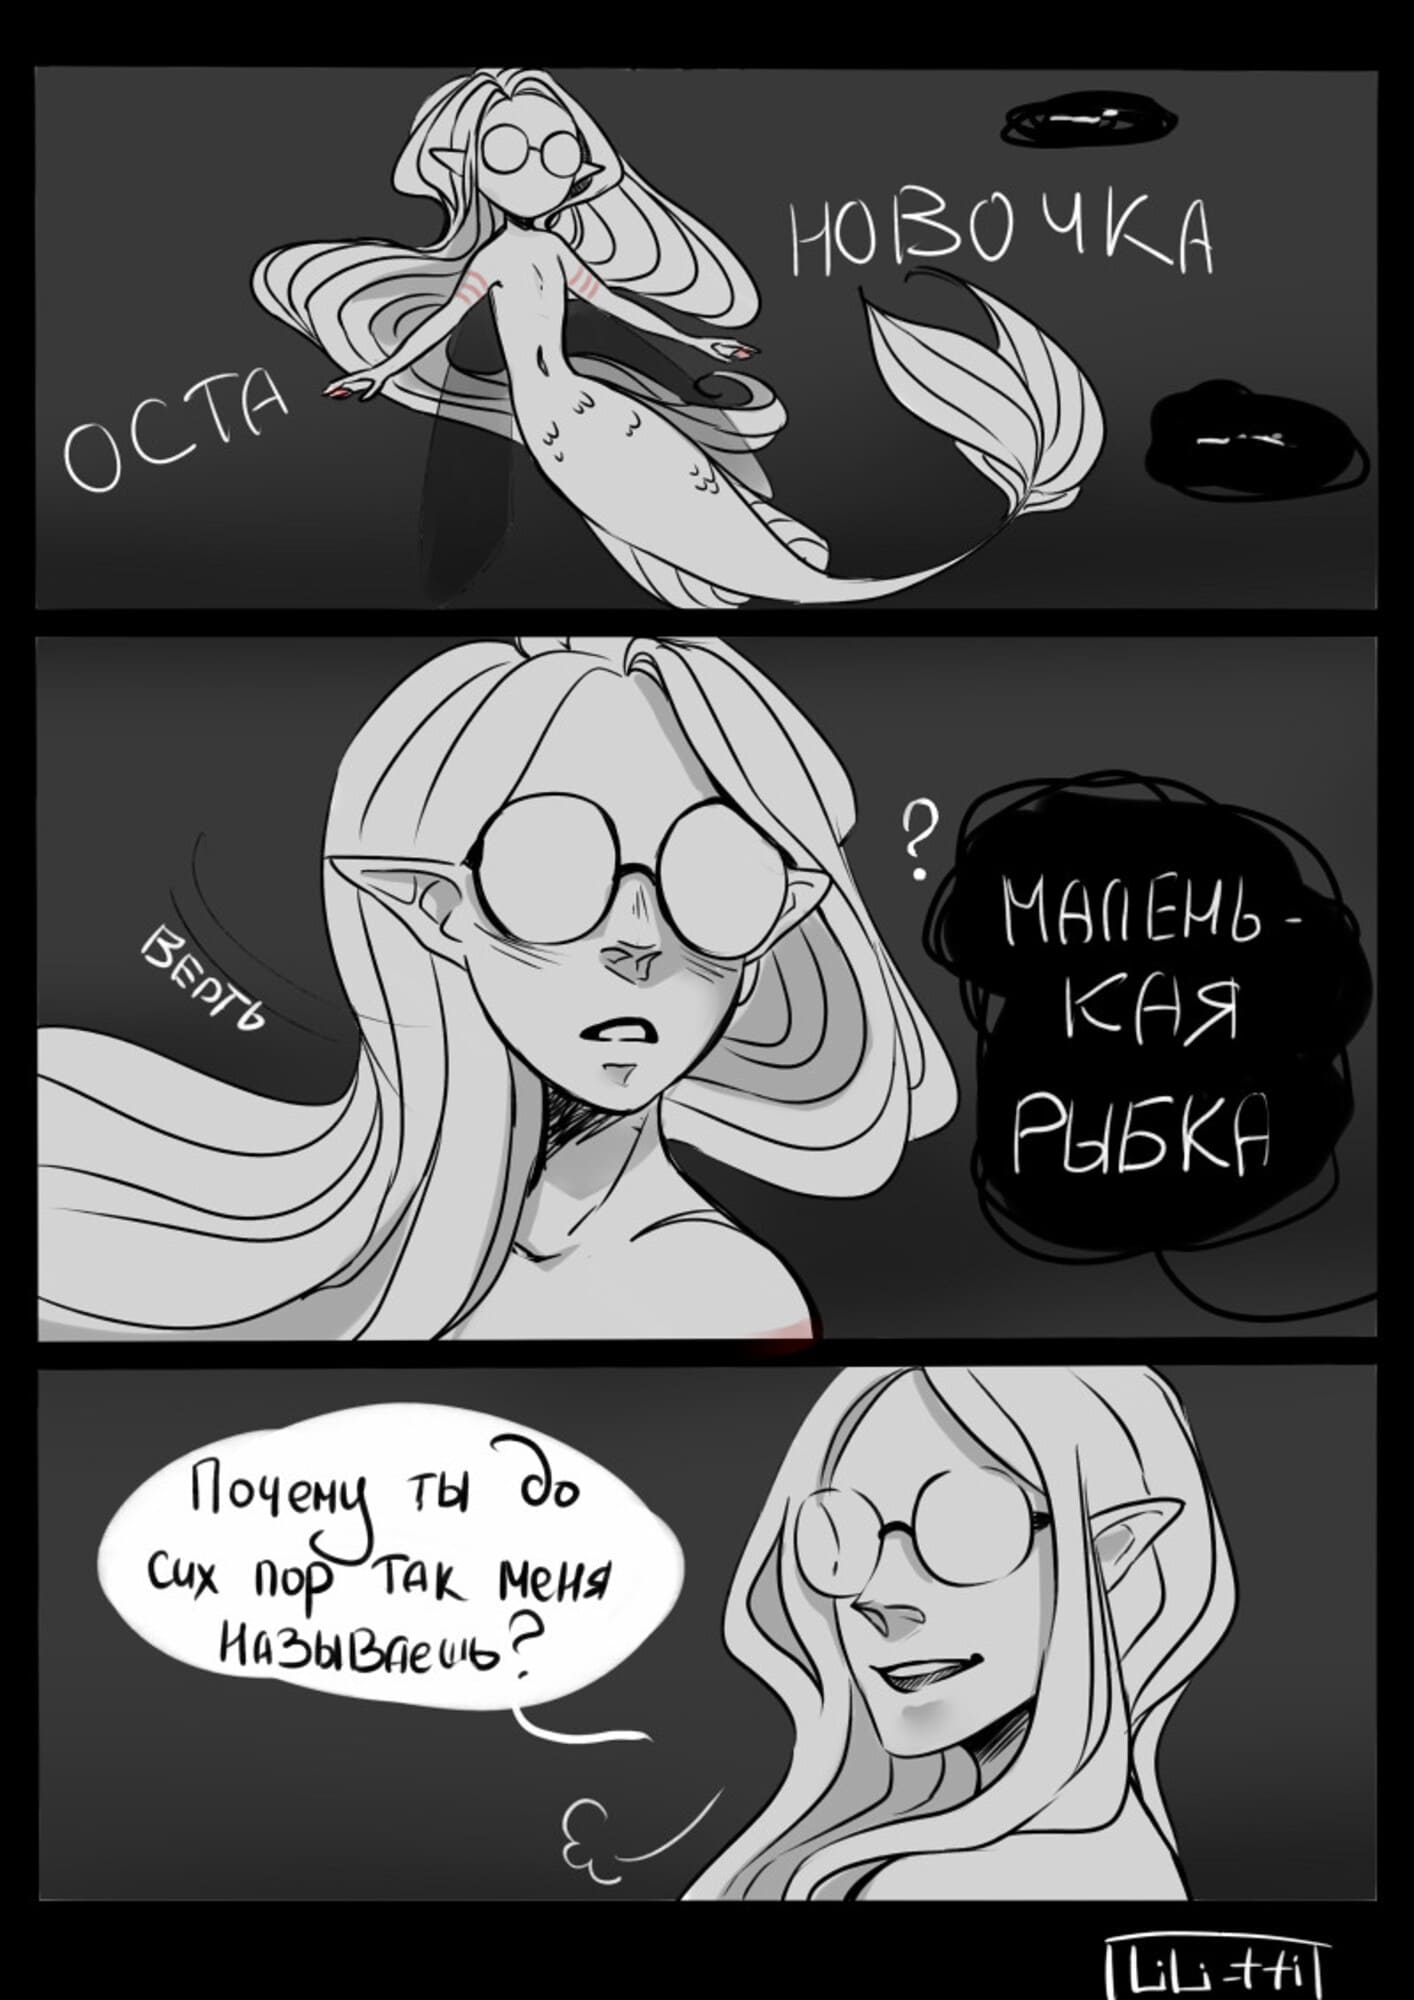 ОСТА
НОВОЧКА
ВЕРТЬ
?
МАЛЕНЬ-
КАЯ
РЫБКА
Почему ты до
сих пор так меня
называешь?
LiLi-tti